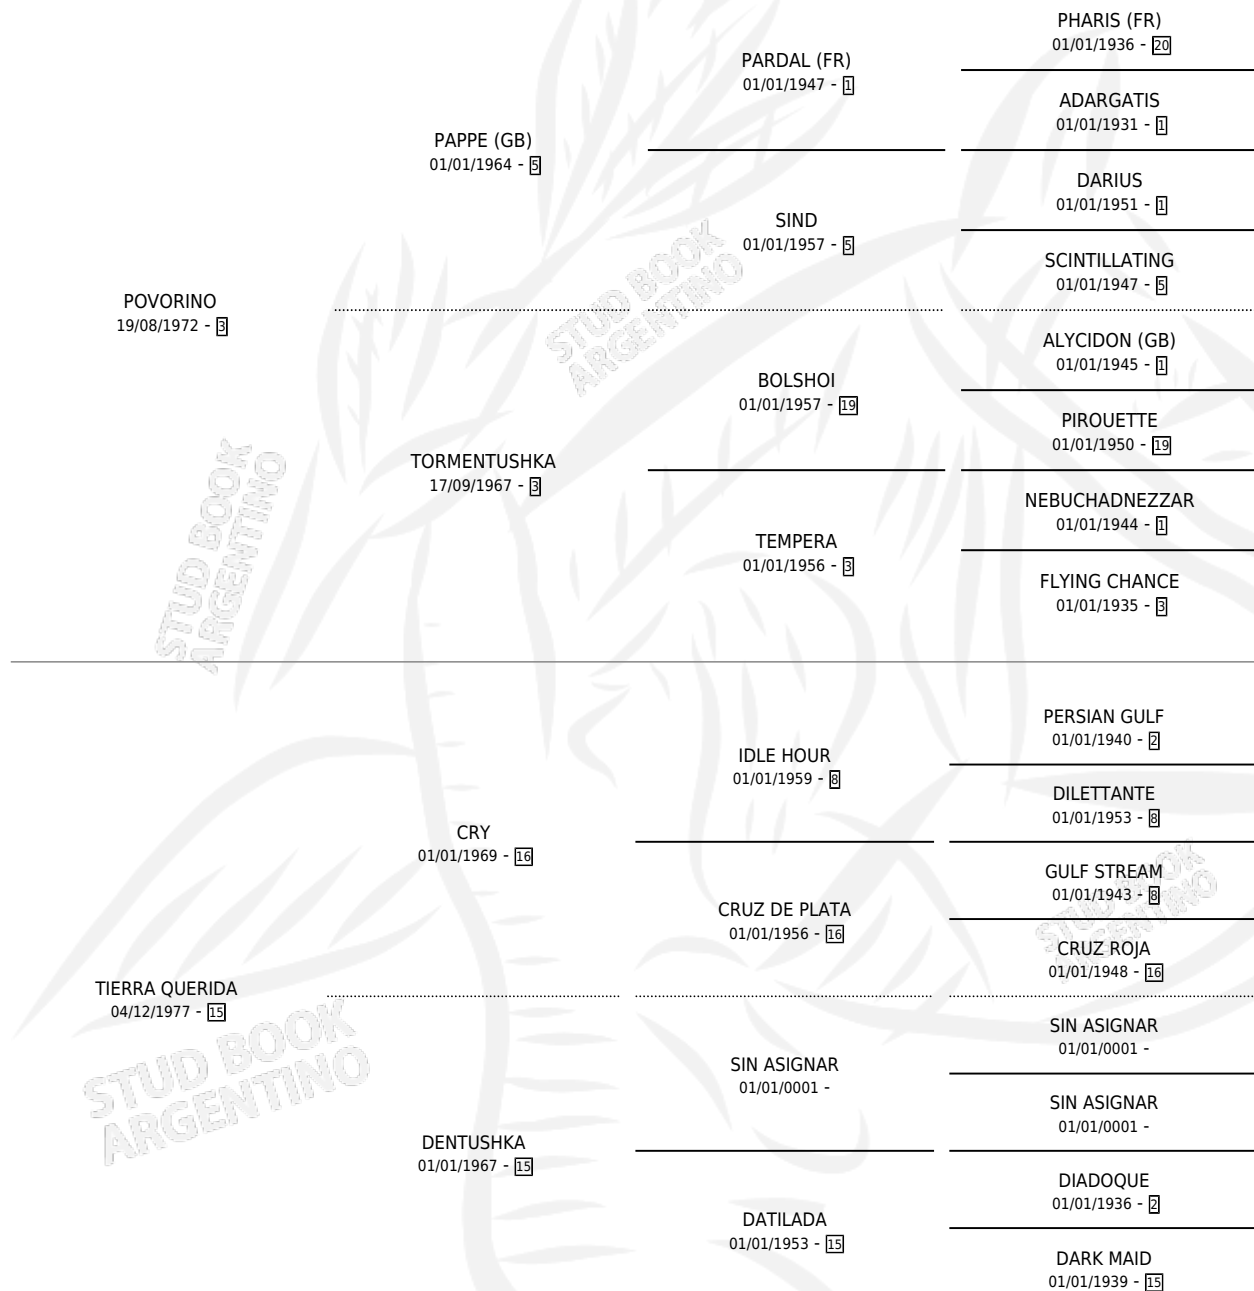 PHARIS (FR)
01/01/1936 - 20
PARDAL (FR)
01/01/1947 - 1
ADARGATIS
01/01/1931 - 1
PAPPE (GB)
01/01/1964 - 5
DARIUS
01/01/1951 - 1
SIND
01/01/1957 - 5
SCINTILLATING
01/01/1947 - 5
POVORINO
19/08/1972 - 3
ALYCIDON (GB)
01/01/1945 - 1
BOLSHOI
01/01/1957 - 19
PIROUETTE
01/01/1950 - 19
TORMENTUSHKA
17/09/1967 - 3
NEBUCHADNEZZAR
01/01/1944 - 1
TEMPERA
01/01/1956 - 3
FLYING CHANCE
01/01/1935 - 3
PERSIAN GULF
01/01/1940 - 2
IDLE HOUR
01/01/1959 - 8
DILETTANTE
01/01/1953 - 8
CRY
01/01/1969 - 16
GULF STREAM
01/01/1943 - 8
CRUZ DE PLATA
01/01/1956 - 16
CRUZ ROJA
01/01/1948 - 16
TIERRA QUERIDA
04/12/1977 - 15
SIN ASIGNAR
01/01/0001 -
SIN ASIGNAR
01/01/0001 -
SIN ASIGNAR
01/01/0001 -
DENTUSHKA
01/01/1967 - 15
DIADOQUE
01/01/1936 - 2
DATILADA
01/01/1953 - 15
DARK MAID
01/01/1939 - 15
STUD BOOK
ARGENTINO
STUD BOOK
ARGENTINO
STUD BOOK
ARGENTINO
STUD BOOK
ARGENTINO